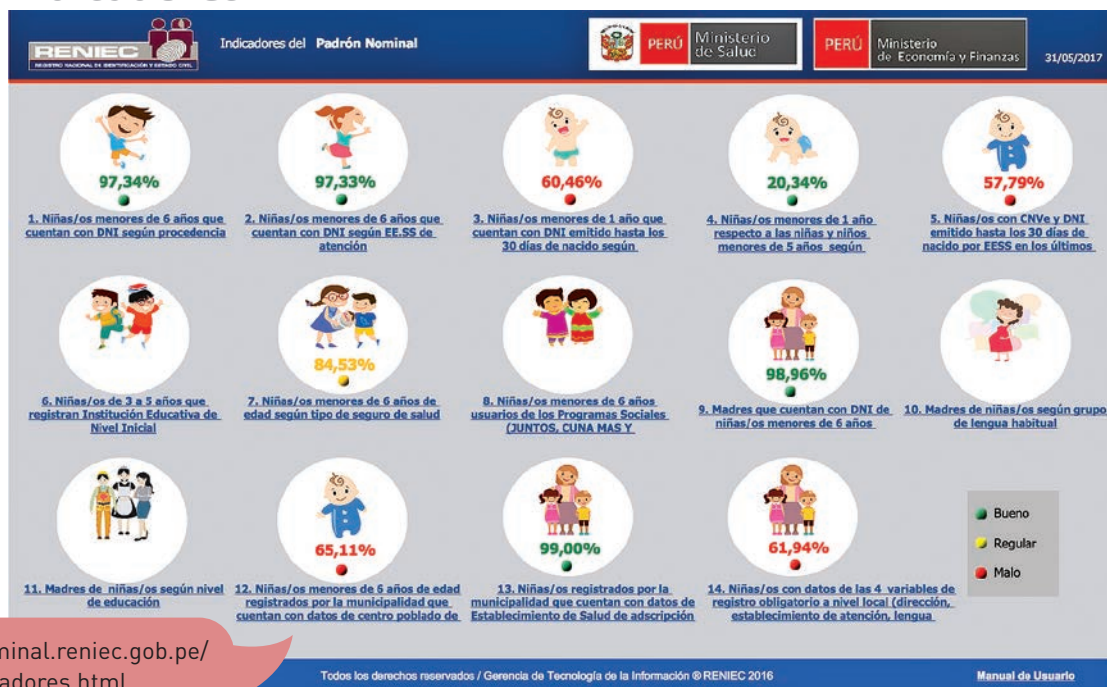 RENIEC
REGISTRO NACIONAL DE IDENTIFICACIÓN Y ESTADO CIVIL
Indicadores del Padrón Nominal
PERÚ
Ministerio
de Salud
PERÚ
Ministerio
de Economía y Finanzas
31/05/2017
97,34%
1. Niñas/os menores de 6 años que
cuentan con DNI según procedencia
97,33%
2. Niñas/os menores de 6 años que
cuentan con DNI según EE.SS de
atención
60,46%
3. Niñas/os menores de 1 año que
cuentan con DNI emitido hasta los
30 días de nacido según
20,34%
4. Niñas/os menores de 1 año
respecto a las niñas y niños
menores de 5 años según
57,79%
5. Niñas/os con CNVe y DNI
emitido hasta los 30 días de
nacido por EESS en los últimos
6. Niñas/os de 3 a 5 años que
registran Institución Educativa de
Nivel Inicial
84,53%
7. Niñas/os menores de 6 años de
edad según tipo de seguro de salud
8. Niñas/os menores de 6 años
usuarios de los Programas Sociales
(JUNTOS, CUNA MAS Y
98,96%
9. Madres que cuentan con DNI de
niñas/os menores de 6 años
10. Madres de niñas/os según grupo
de lengua habitual
11. Madres de niñas/os según nivel
de educación
65,11%
12. Niñas/os menores de 6 años de edad
registrados por la municipalidad que
cuentan con datos de centro poblado de
99,00%
13. Niñas/os registrados por la
municipalidad que cuentan con datos de
Establecimiento de Salud de adscripción
61,94%
14. Niñas/os con datos de las 4 variables de
registro obligatorio a nivel local (dirección,
establecimiento de atención, lengua
Bueno
Regular
Malo
minal.reniec.gob.pe/
adores.html
Todos los derechos reservados / Gerencia de Tecnología de la Información ® RENIEC 2016
Manual de Usuario